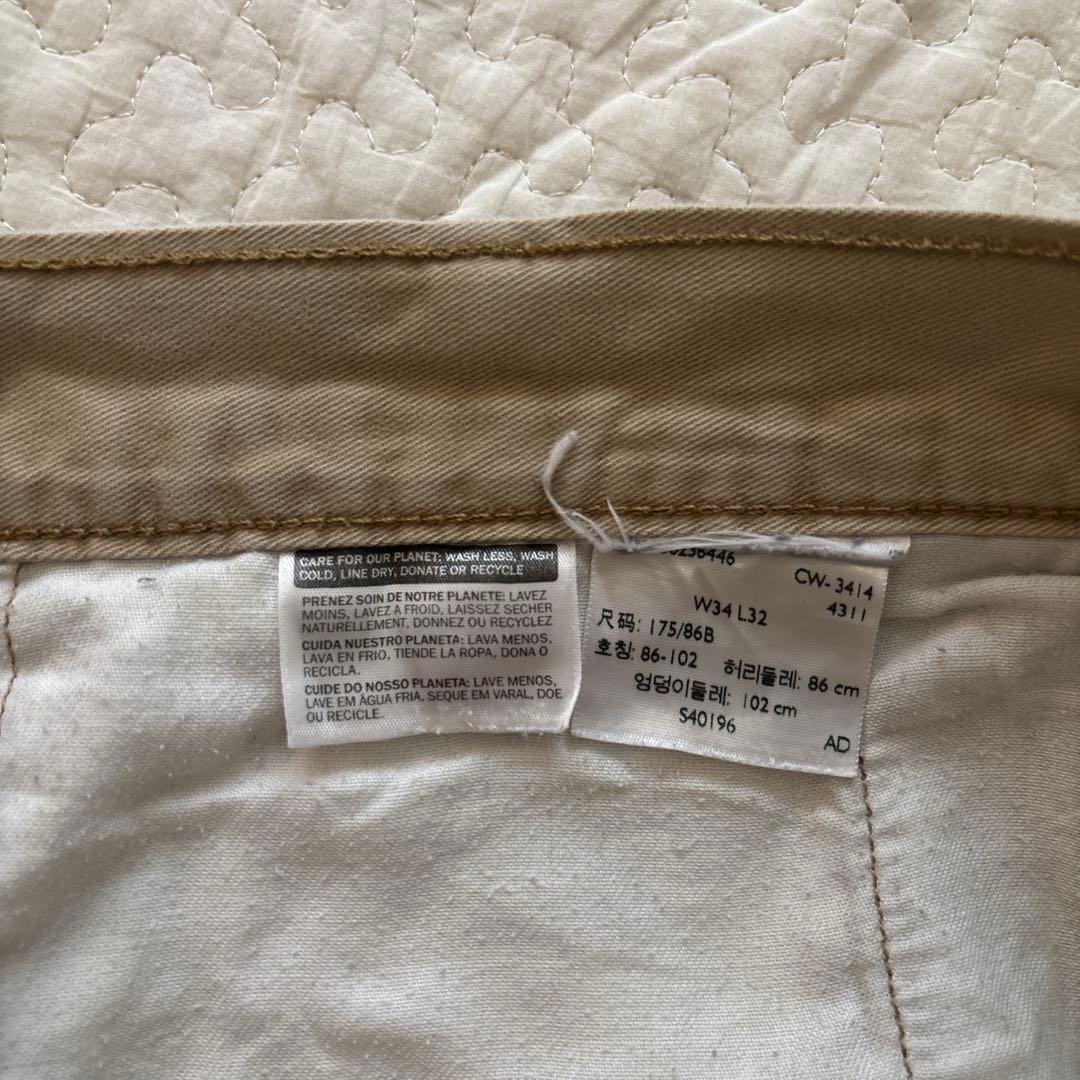 CARE FOR OUR PLANET: WASH LESS, WASH
COLD, LINE DRY, DONATE OR RECYCLE
PRENEZ SOIN DE NOTRE PLANETE: LAVEZ
MOINS, LAVEZ A FROID, LAISSEZ SECHER
NATURELLEMENT, DONNEZ OU RECYCLEZ
CUIDA NUESTRO PLANETA: LAVA MENOS,
LAVA EN FRIO, TIENDE LA ROPA, DONA O
RECICLA.
CUIDE DO NOSSO PLANETA: LAVE MENOS,
LAVE EM ÁGUA FRIA, SEQUE EM VARAL, DOE
OU RECICLE.
CW- 3414
4311
W34 L32
尺码: 175/86B
호칭: 86-102 허리둘레: 86 cm
엉덩이둘레: 102 cm
S40196
AD